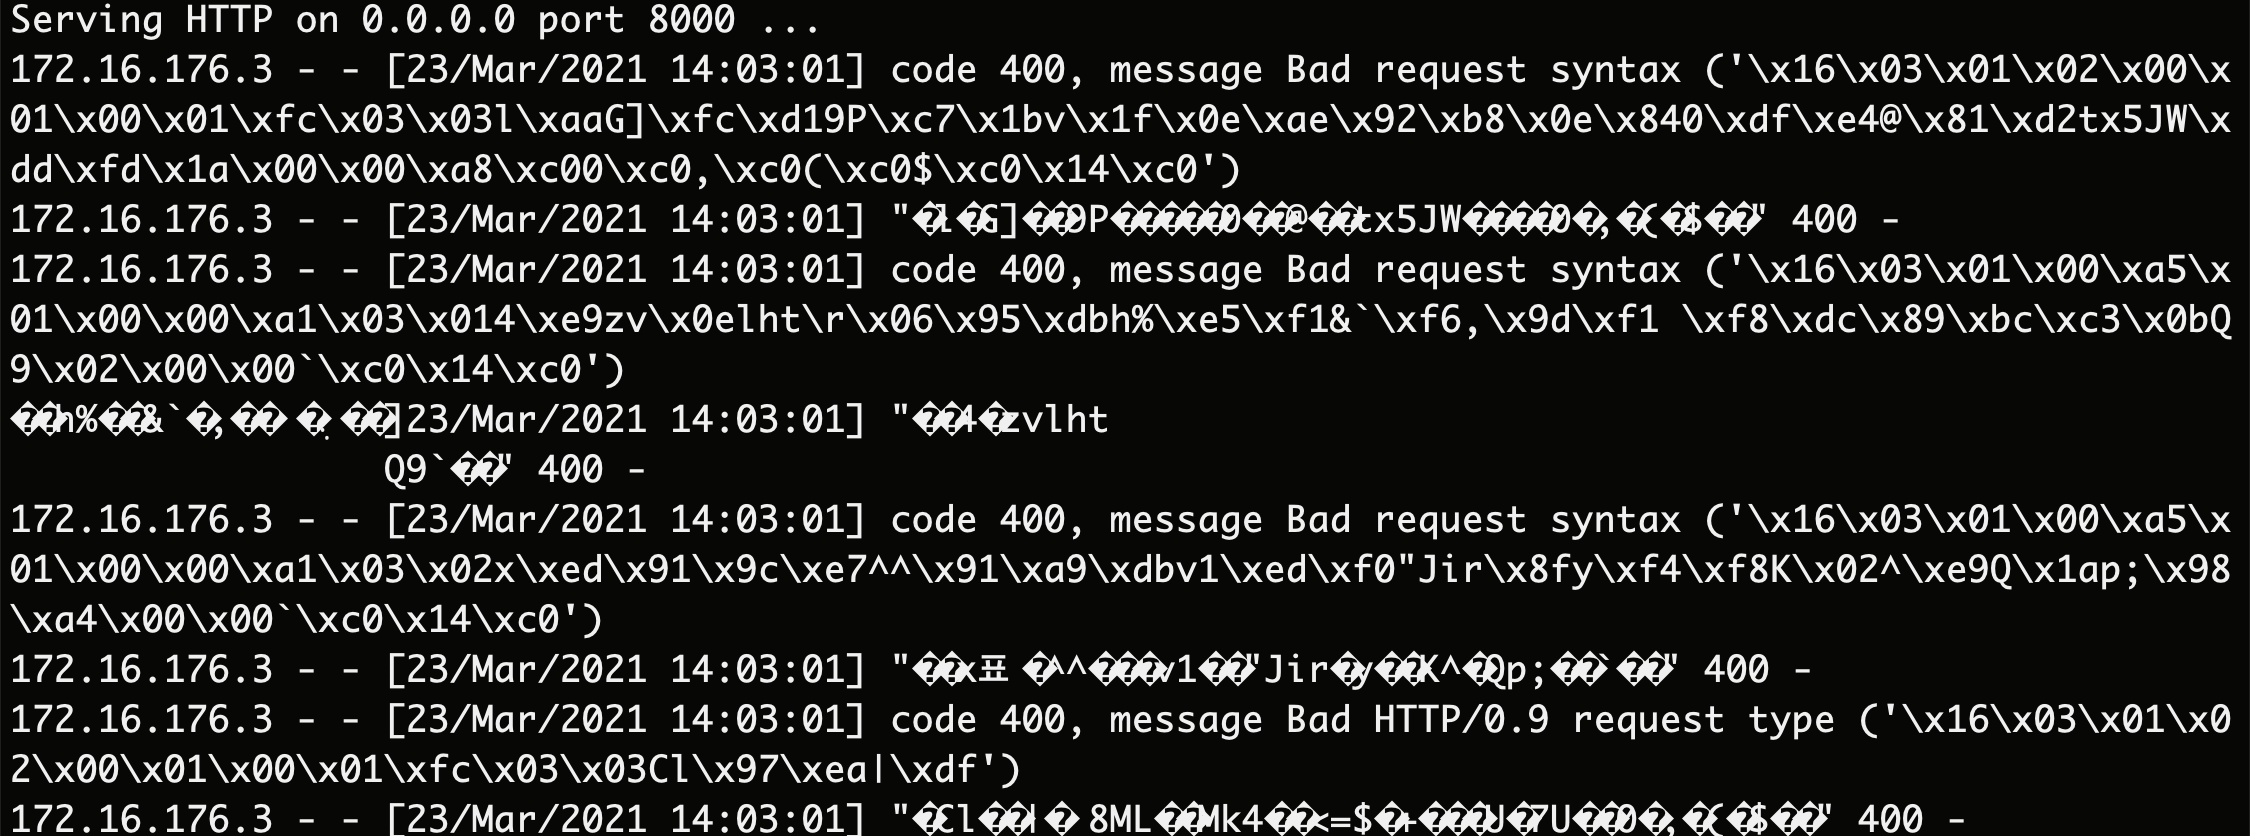 Serving HTTP on 0.0.0.0 port 8000 ...
172.16.176.3 - - [23/Mar/2021 14:03:01] code 400, message Bad request syntax ('\x16\x03\x01\x02\x00\x
01\x00\x01\xfc\x03\x03l\xaaG]\xfc\xd19P\xc7\x1bv\x1f\x0e\xae\x92\xb8\x0e\x840\xdf\xe4@\x81\xd2tx5JW\x
dd\xfd\x1a\x00\x00\xa8\xc00\xc0,\xc0(\xc0$\xc0\x14\xc0')
172.16.176.3 - - [23/Mar/2021 14:03:01] "�l�G]���9P�����0���@���tx5JW����0�,�(�$���" 400 -
172.16.176.3 - - [23/Mar/2021 14:03:01] code 400, message Bad request syntax ('\x16\x03\x01\x00\xa5\x
01\x00\x00\xa1\x03\x014\xe9zv\x0elht\r\x06\x95\xdbh%\xe5\xf1&`\xf6,\x9d\xf1 \xf8\xdc\x89\xbc\xc3\x0bQ
9\x02\x00\x00`\xc0\x14\xc0')
���h%���&`�,��� �. ���]23/Mar/2021 14:03:01] "���4�zvlht
Q9`���" 400 -
172.16.176.3 - - [23/Mar/2021 14:03:01] code 400, message Bad request syntax ('\x16\x03\x01\x00\xa5\x
01\x00\x00\xa1\x03\x02x\xed\x91\x9c\xe7^^\x91\xa9\xdbv1\xed\xf0"Jir\x8fy\xf4\xf8K\x02^\xe9Q\x1ap;\x98
\xa4\x00\x00`\xc0\x14\xc0')
172.16.176.3 - - [23/Mar/2021 14:03:01] "���x표 �^^����v1���"Jir�y���K^�Qp;���`���" 400 -
172.16.176.3 - - [23/Mar/2021 14:03:01] code 400, message Bad HTTP/0.9 request type ('\x16\x03\x01\x0
2\x00\x01\x00\x01\xfc\x03\x03Cl\x97\xea|\xdf')
172.16.176.3 - - [23/Mar/2021 14:03:01] "�Cl���|� 8ML���Mk4���<=$�+����U�7U���0�,�(�$���" 400 -